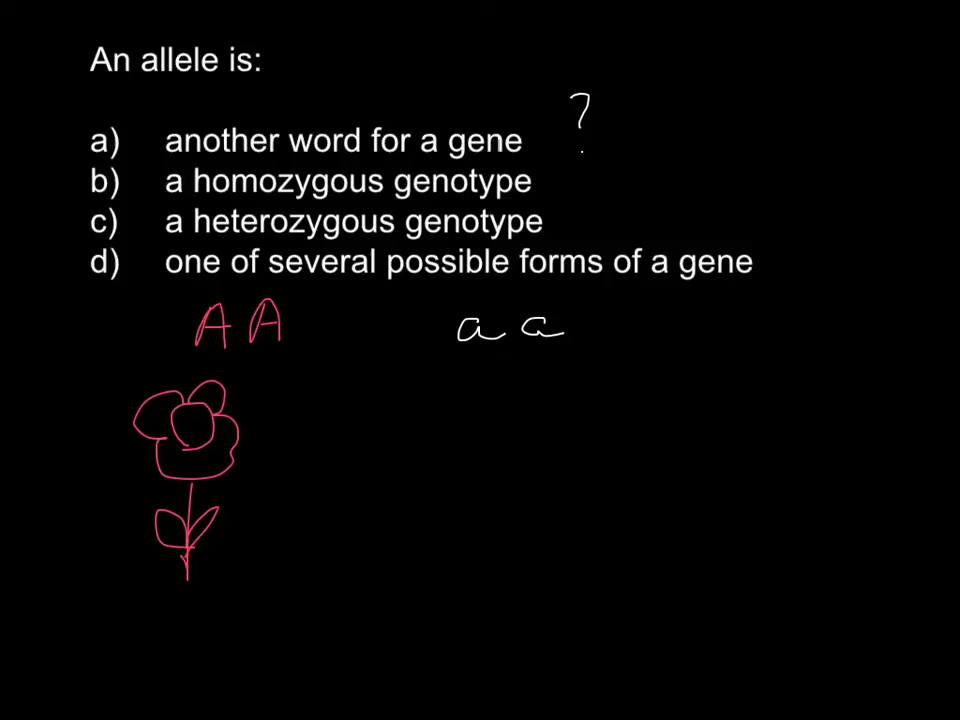 An allele is:
?
a) another word for a gene
b) a homozygous genotype
c) a heterozygous genotype
d) one of several possible forms of a gene
A A a a